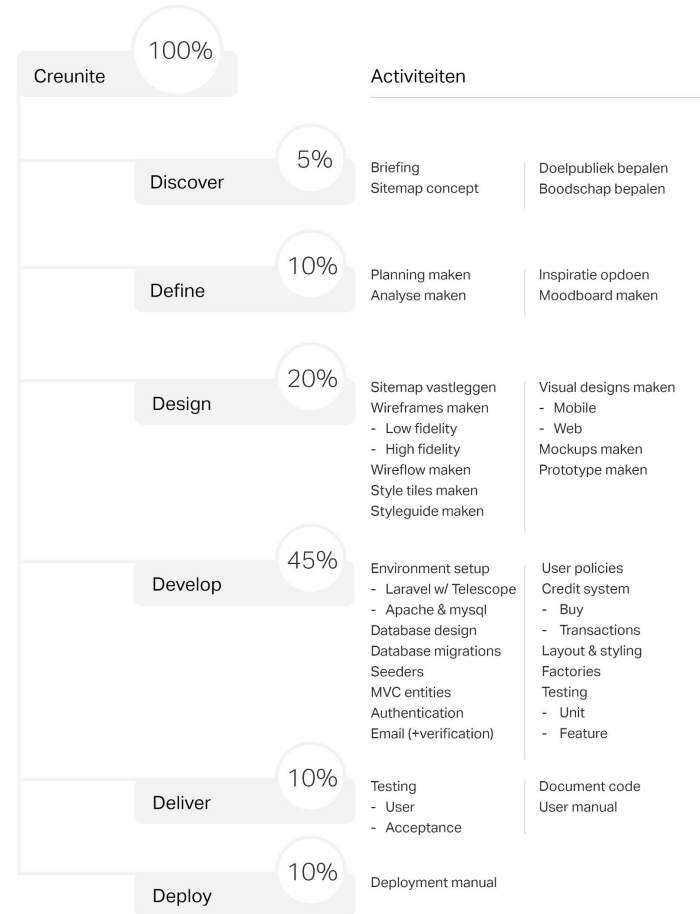 100%
Creunite
Activiteiten
5%
Discover
Briefing
Sitemap concept
Doelpubliek bepalen
Boodschap bepalen
10%
Define
Planning maken
Analyse maken
Inspiratie opdoen
Moodboard maken
20%
Design
Sitemap vastleggen
Wireframes maken
- Low fidelity
- High fidelity
Wireflow maken
Style tiles maken
Styleguide maken
Visual designs maken
- Mobile
- Web
Mockups maken
Prototype maken
45%
Develop
Environment setup
- Laravel w/ Telescope
- Apache & mysql
Database design
Database migrations
Seeders
MVC entities
Authentication
Email (+verification)
User policies
Credit system
- Buy
- Transactions
Layout & styling
Factories
Testing
- Unit
- Feature
10%
Deliver
Testing
- User
- Acceptance
Document code
User manual
10%
Deploy
Deployment manual